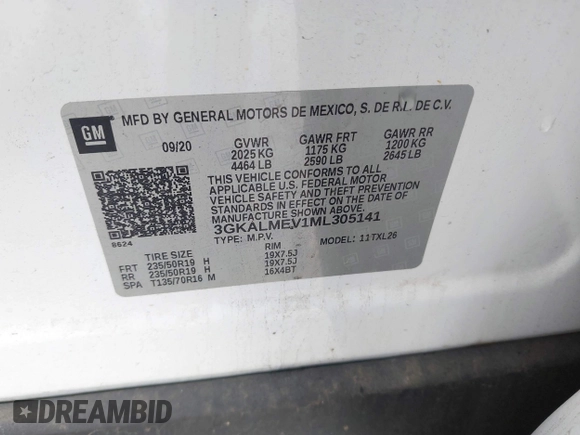 GM
MFD BY GENERAL MOTORS DE MEXICO, S. DE R.L. DE C.V.
09/20 GVWR GAWR FRT GAWR RR
2025 KG 1175 KG 1200 KG
4464 LB 2590 LB 2645 LB
THIS VEHICLE CONFORMS TO ALL
APPLICABLE U.S. FEDERAL MOTOR
VEHICLE SAFETY AND THEFT PREVENTION
STANDARDS IN EFFECT ON THE DATE OF
MANUFACTURE SHOWN ABOVE.
3GKALMEV1ML305141
TYPE: M.P.V. MODEL: 11TXL26
8624
TIRE SIZE RIM
FRT 235/50R19 H 19X7.5J
RR 235/50R19 H 19X7.5J
SPA T135/70R16 M 16X4BT
DREAMBID